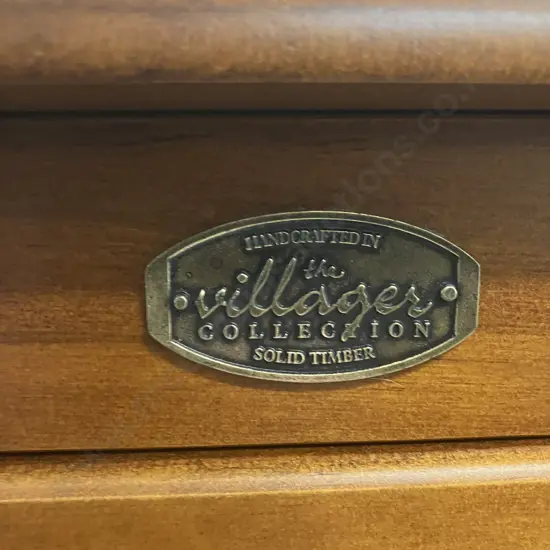 HANDCRAFTED IN
the
villager
COLLECTION
SOLID TIMBER